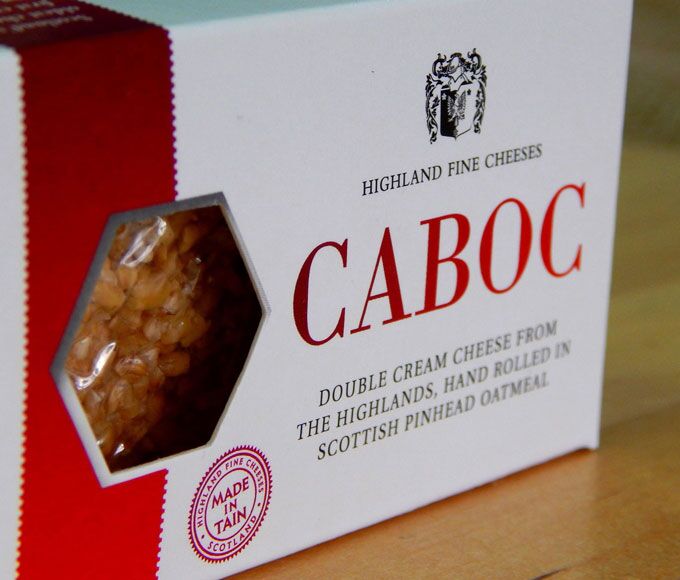 HIGHLAND FINE CHEESES
CABOC
DOUBLE CREAM CHEESE FROM
THE HIGHLANDS, HAND ROLLED IN
SCOTTISH PINHEAD OATMEAL
HIGHLAND FINE CHEESES
MADE
IN
TAIN
• SCOTLAND •